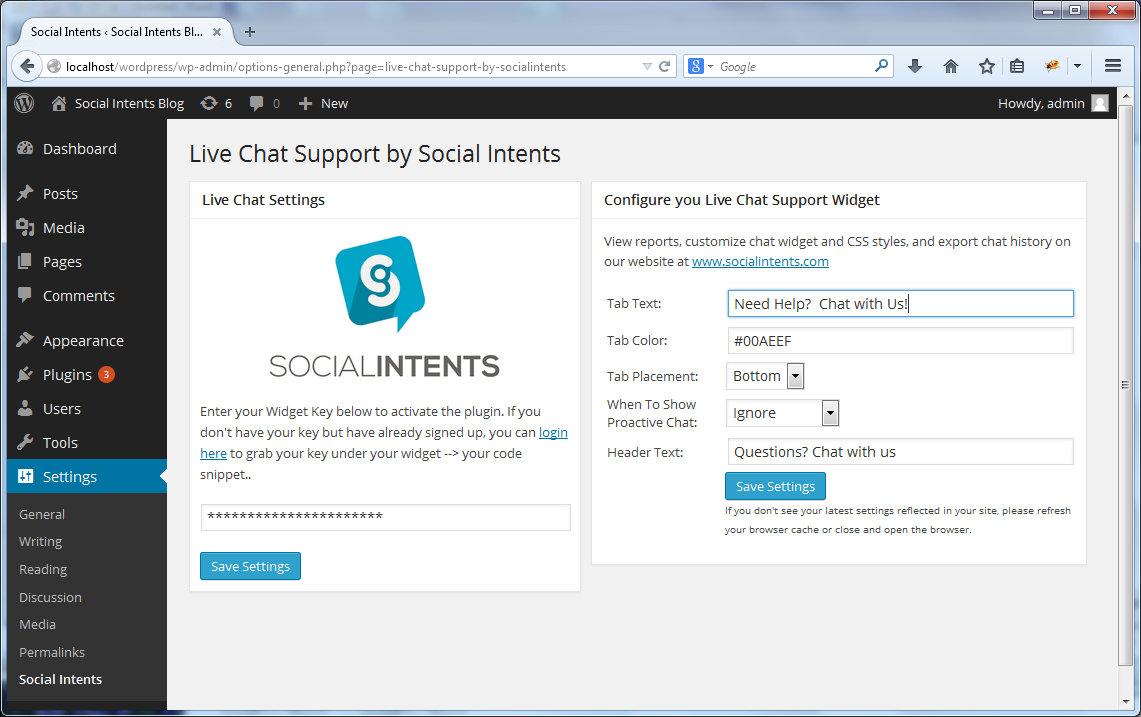 Social Intents ‹ Social Intents Bl...
localhost/wordpress/wp-admin/options-general.php?page=live-chat-support-by-socialintents
Google
Social Intents Blog 6 0 New Howdy, admin
Dashboard
Posts
Media
Pages
Comments
Appearance
Plugins 3
Users
Tools
Settings
General
Writing
Reading
Discussion
Media
Permalinks
Social Intents
Live Chat Support by Social Intents
Live Chat Settings
SOCIALINTENTS
Enter your Widget Key below to activate the plugin. If you
don't have your key but have already signed up, you can login
here to grab your key under your widget --> your code
snippet..
**********************
Save Settings
Configure you Live Chat Support Widget
View reports, customize chat widget and CSS styles, and export chat history on
our website at www.socialintents.com
Tab Text: Need Help?  Chat with Us!
Tab Color: #00AEEF
Tab Placement: Bottom
When To Show
Proactive Chat: Ignore
Header Text: Questions? Chat with us
Save Settings
If you don't see your latest settings reflected in your site, please refresh
your browser cache or close and open the browser.